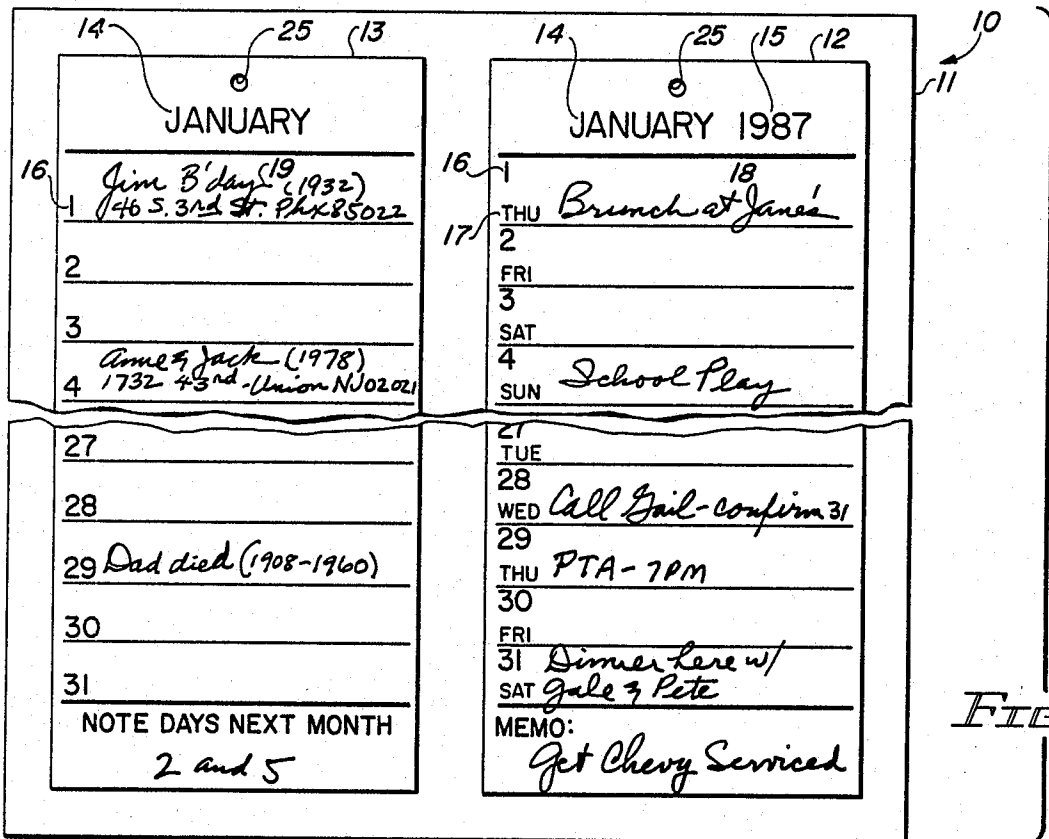 14 25 13 14 25 15 12 10
11
JANUARY
16
Jim B'day 19 (1932)
1 46 S. 3rd St. Phx 85022
2
3
Anne & Jack (1978)
4 1732 43rd - Union NJ 02021
27
28
29 Dad died (1908-1960)
30
31
NOTE DAYS NEXT MONTH
2 and 5
JANUARY 1987
16 1
18
17 THU Brunch at Jane's
2
FRI
3
SAT
4
SUN School Play
27
TUE
28
WED Call Gail - confirm 31
29
THU PTA - 7PM
30
FRI
31 Dinner here w/
SAT Gale & Pete
MEMO:
Get Chevy Serviced
FIG